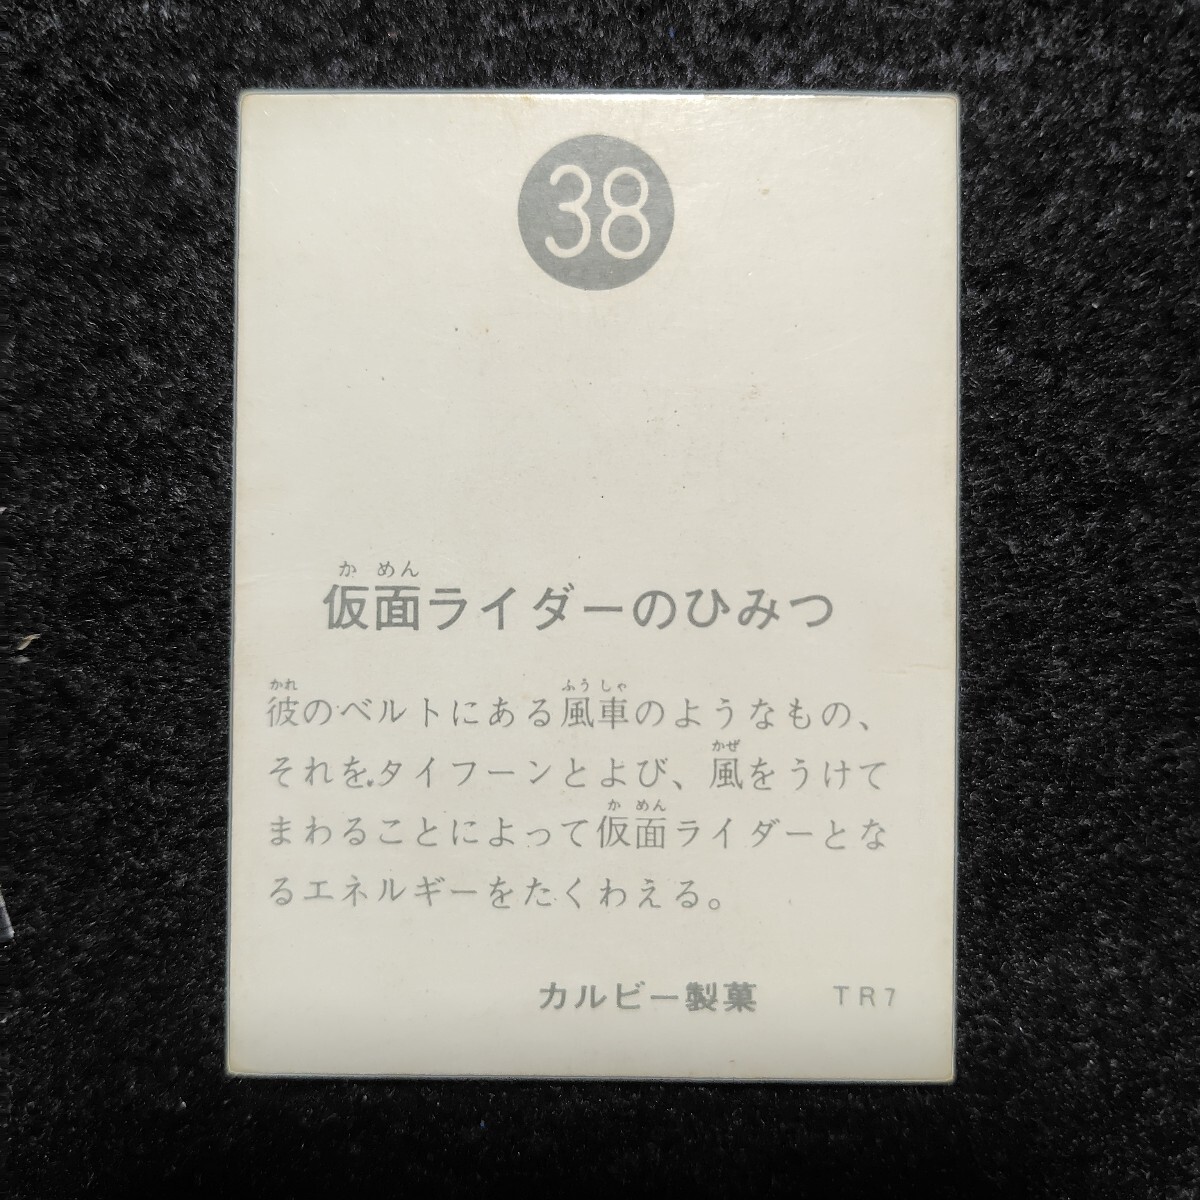 38
かめん
仮面ライダーのひみつ
かれ ふうしゃ
彼のベルトにある風車のようなもの、
かぜ
それを、タイフーンとよび、風をうけて
かめん
まわることによって仮面ライダーとな
るエネルギーをたくわえる。
カルビー製菓 TR7